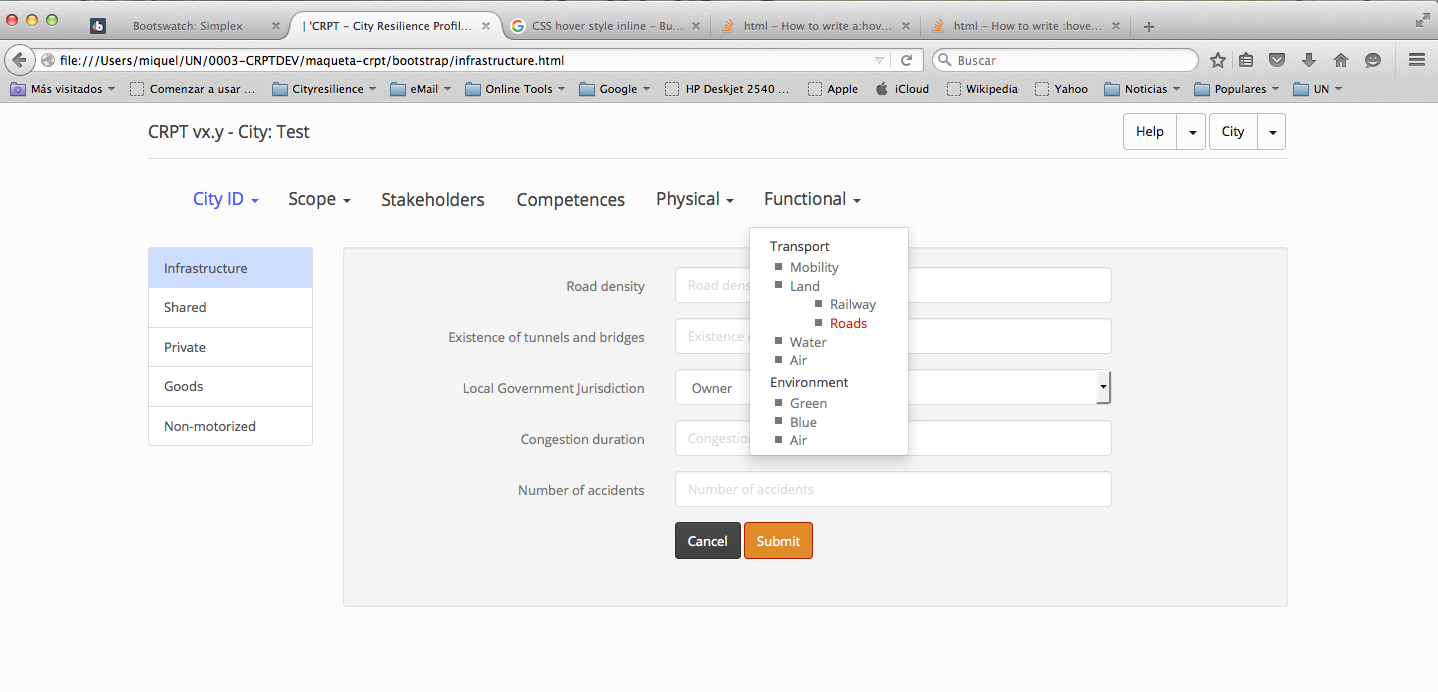 Bootswatch: Simplex
| 'CRPT – City Resilience Profil...
CSS hover style inline – Bu...
html – How to write a:hov...
html – How to write :hove...
file:///Users/miquel/UN/0003-CRPTDEV/maqueta-crpt/bootstrap/infrastructure.html
Buscar
Más visitados
Comenzar a usar ...
Cityresilience
eMail
Online Tools
Google
HP Deskjet 2540 ...
Apple
iCloud
Wikipedia
Yahoo
Noticias
Populares
UN
CRPT vx.y - City: Test
Help
City
City ID
Scope
Stakeholders
Competences
Physical
Functional
Transport
Mobility
Land
Railway
Roads
Water
Air
Environment
Green
Blue
Air
Infrastructure
Shared
Private
Goods
Non-motorized
Road density
Road dens
Existence of tunnels and bridges
Existence
Local Government Jurisdiction
Owner
Congestion duration
Congestio
Number of accidents
Number of accidents
Cancel
Submit